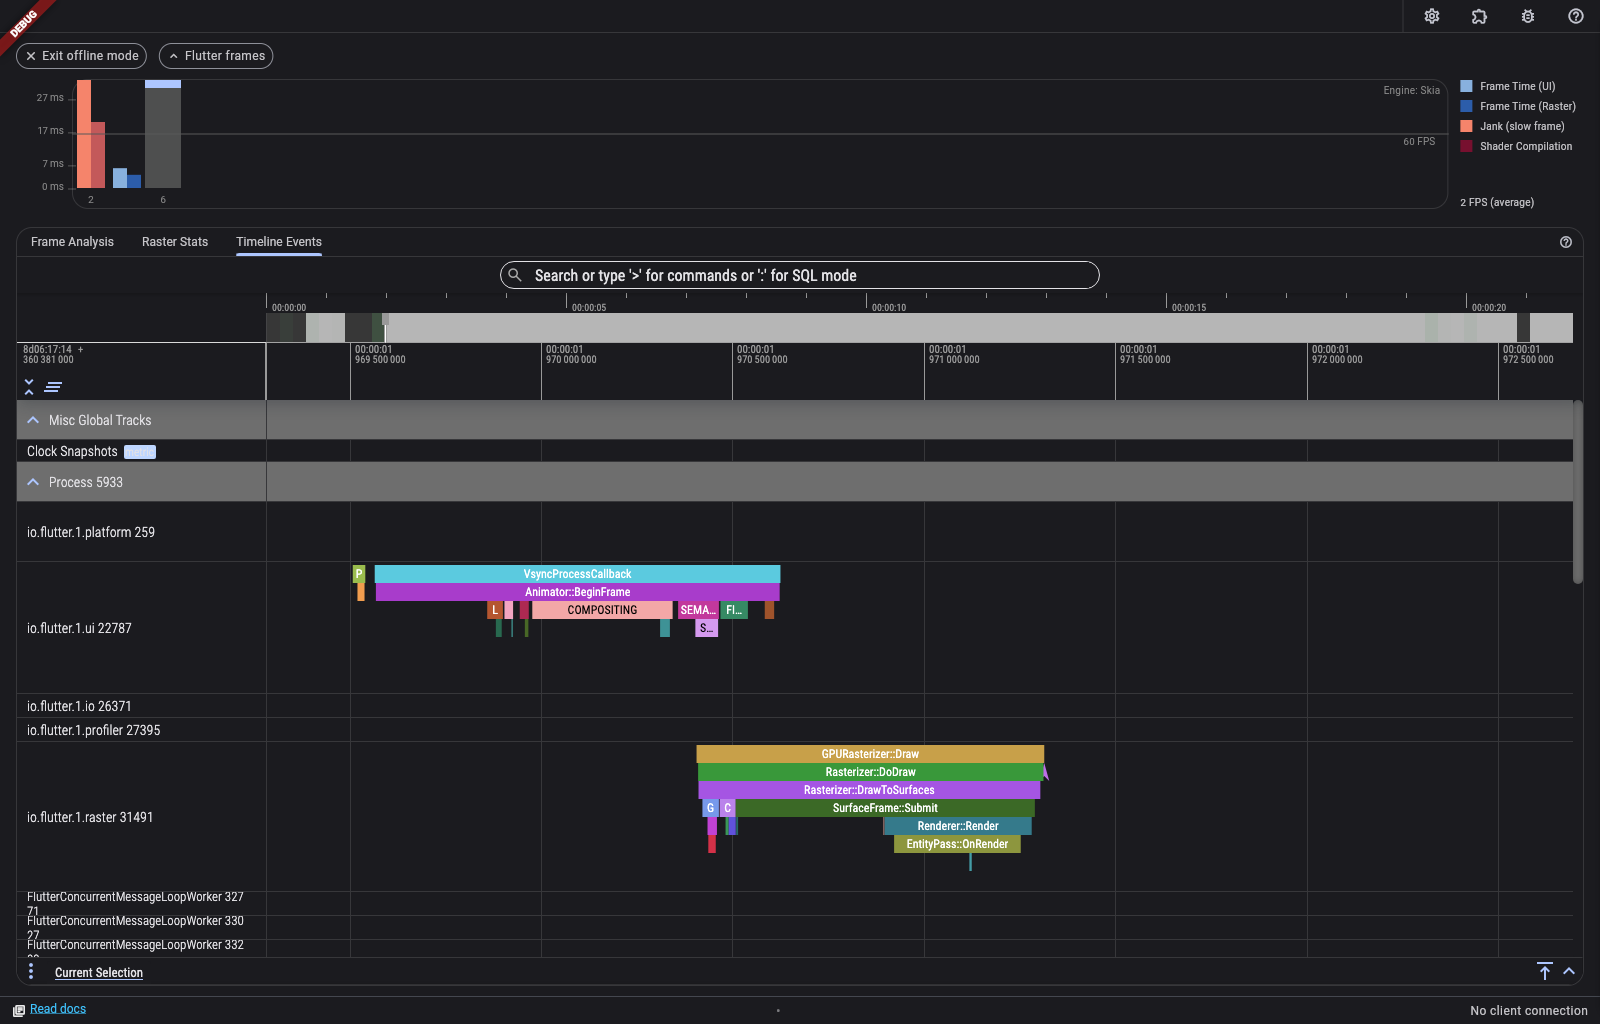 DEBUG
Exit offline mode
Flutter frames
27 ms
17 ms
7 ms
0 ms
2
6
Engine: Skia
60 FPS
Frame Time (UI)
Frame Time (Raster)
Jank (slow frame)
Shader Compilation
2 FPS (average)
Frame Analysis
Raster Stats
Timeline Events
Search or type '>' for commands or ':' for SQL mode
00:00:00
00:00:05
00:00:10
00:00:15
00:00:20
8d06:17:14 +
360 381 000
00:00:01
969 500 000
00:00:01
970 000 000
00:00:01
970 500 000
00:00:01
971 000 000
00:00:01
971 500 000
00:00:01
972 000 000
00:00:01
972 500 000
Misc Global Tracks
Clock Snapshots metric
Process 5933
io.flutter.1.platform 259
io.flutter.1.ui 22787
P
VsyncProcessCallback
Animator::BeginFrame
L
COMPOSITING
SEMA...
FI...
S...
io.flutter.1.io 26371
io.flutter.1.profiler 27395
io.flutter.1.raster 31491
GPURasterizer::Draw
Rasterizer::DoDraw
Rasterizer::DrawToSurfaces
G
C
SurfaceFrame::Submit
Renderer::Render
EntityPass::OnRender
FlutterConcurrentMessageLoopWorker 327
71
FlutterConcurrentMessageLoopWorker 330
27
FlutterConcurrentMessageLoopWorker 332
Current Selection
Read docs
No client connection